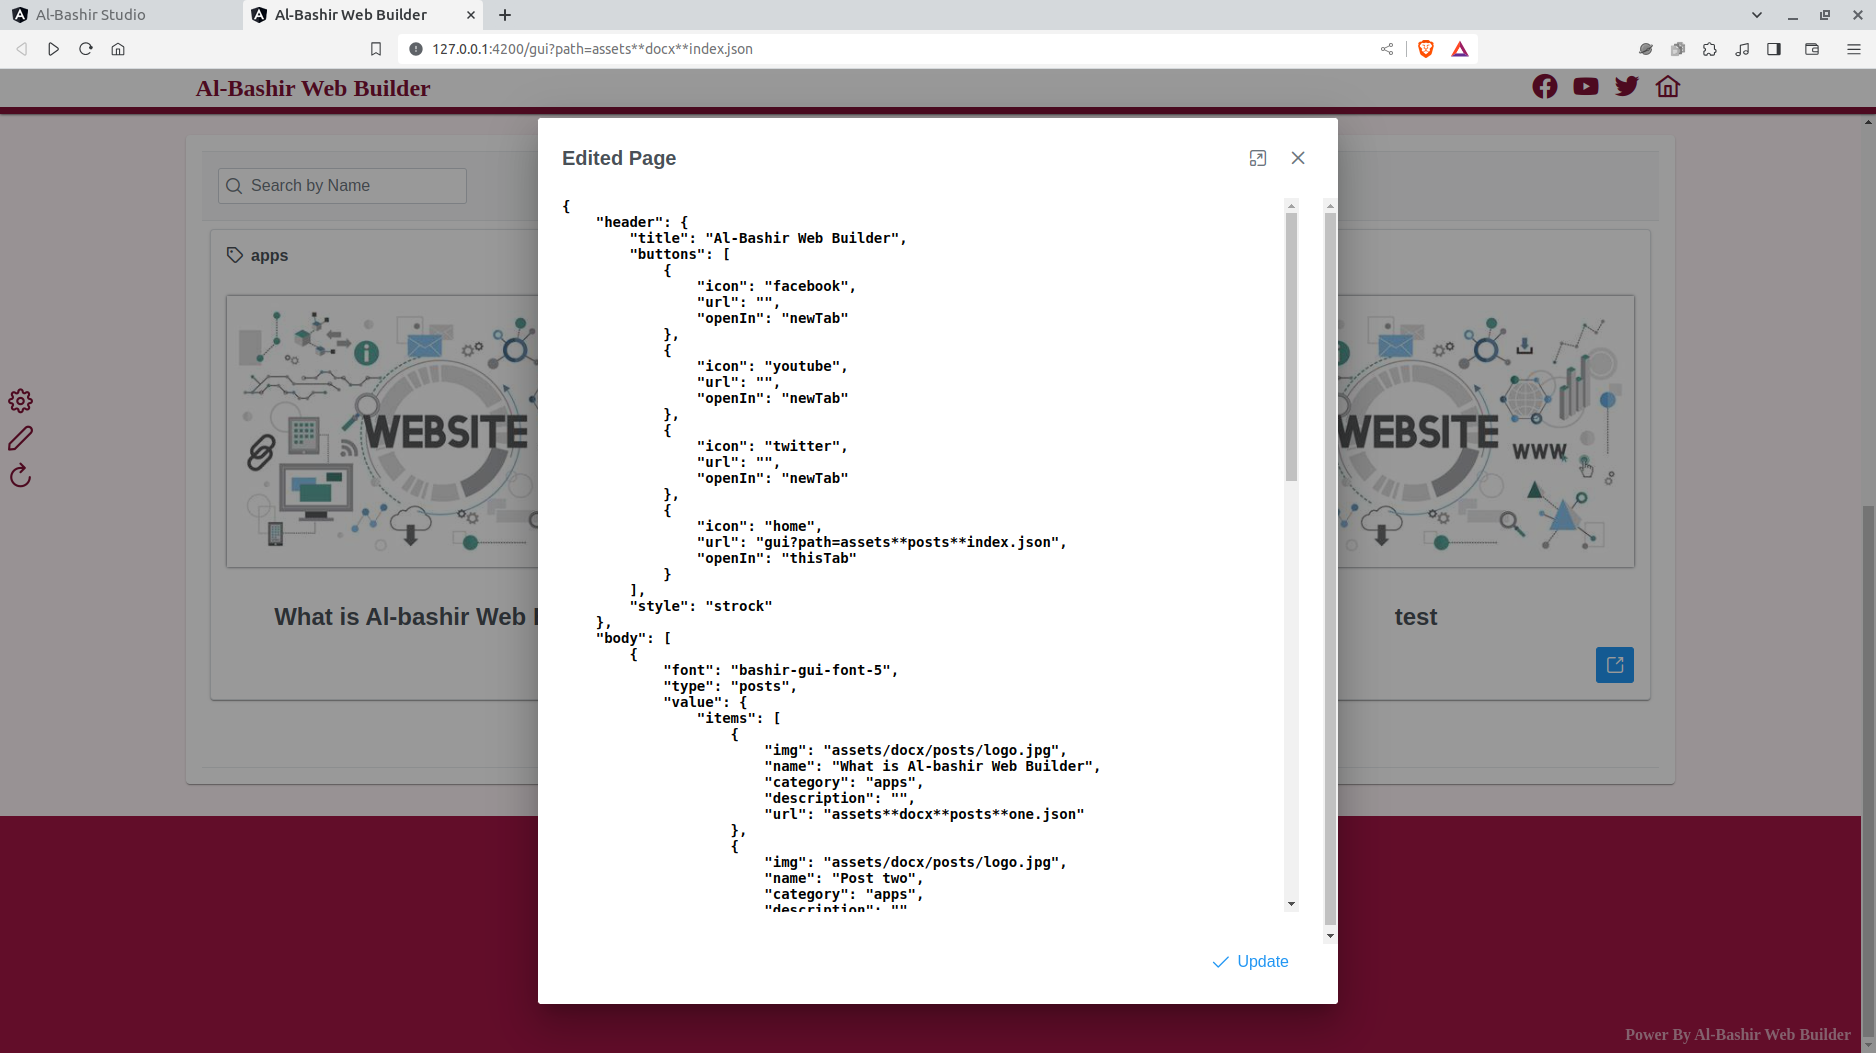 Al-Bashir Studio
Al-Bashir Web Builder
127.0.0.1:4200/gui?path=assets**docx**index.json
Al-Bashir Web Builder
Search by Name
apps
WEBSITE
What is Al-bashir Web
WEBSITE
WWW
test
Edited Page
{
"header": {
"title": "Al-Bashir Web Builder",
"buttons": [
{
"icon": "facebook",
"url": "",
"openIn": "newTab"
},
{
"icon": "youtube",
"url": "",
"openIn": "newTab"
},
{
"icon": "twitter",
"url": "",
"openIn": "newTab"
},
{
"icon": "home",
"url": "gui?path=assets**posts**index.json",
"openIn": "thisTab"
}
],
"style": "strock"
},
"body": [
{
"font": "bashir-gui-font-5",
"type": "posts",
"value": {
"items": [
{
"img": "assets/docx/posts/logo.jpg",
"name": "What is Al-bashir Web Builder",
"category": "apps",
"description": "",
"url": "assets**docx**posts**one.json"
},
{
"img": "assets/docx/posts/logo.jpg",
"name": "Post two",
"category": "apps",
"description": ""
Update
Power By Al-Bashir Web Builder